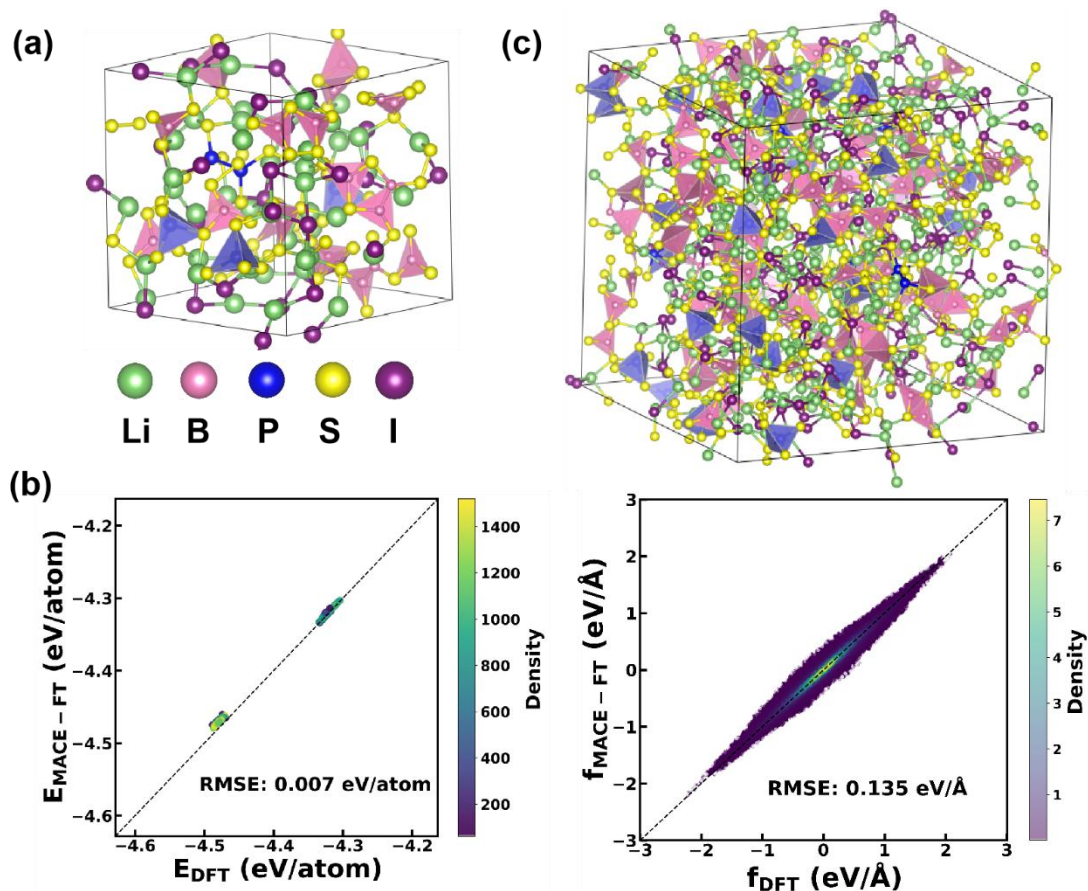 (a)
(c)
Li B P S I
(b)
E_MACE−FT (eV/atom)
−4.2
−4.3
−4.4
−4.5
−4.6
−4.6 −4.5 −4.4 −4.3 −4.2
E_DFT (eV/atom)
RMSE: 0.007 eV/atom
1400
1200
1000
800
600
400
200
Density
f_MACE−FT (eV/Å)
3
2
1
0
−1
−2
−3
−3 −2 −1 0 1 2 3
f_DFT (eV/Å)
RMSE: 0.135 eV/Å
7
6
5
4
3
2
1
Density